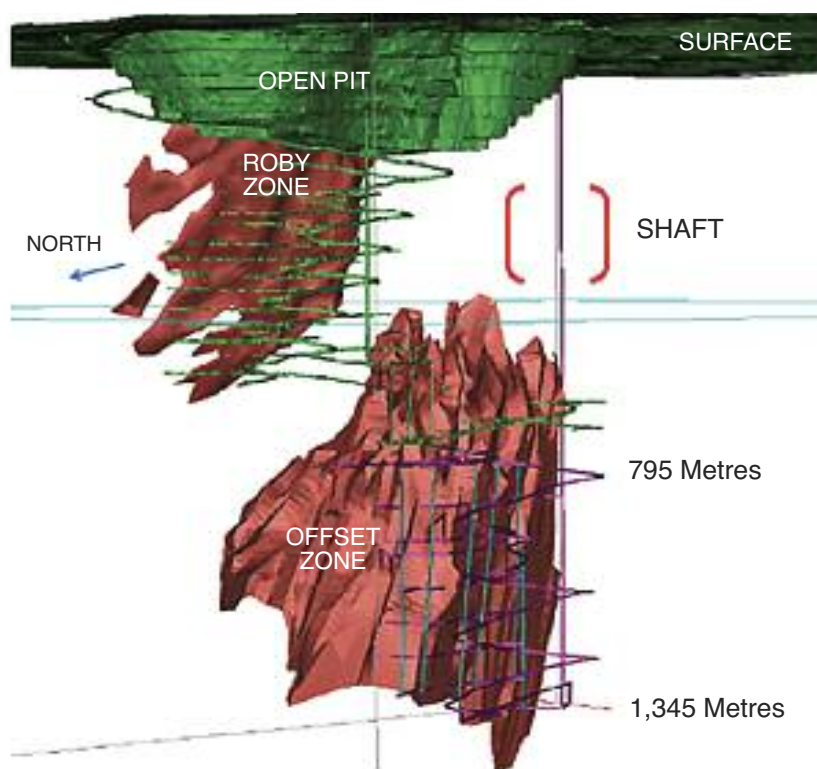 SURFACE
OPEN PIT
ROBY
ZONE
SHAFT
NORTH
795 Metres
OFFSET
ZONE
1,345 Metres